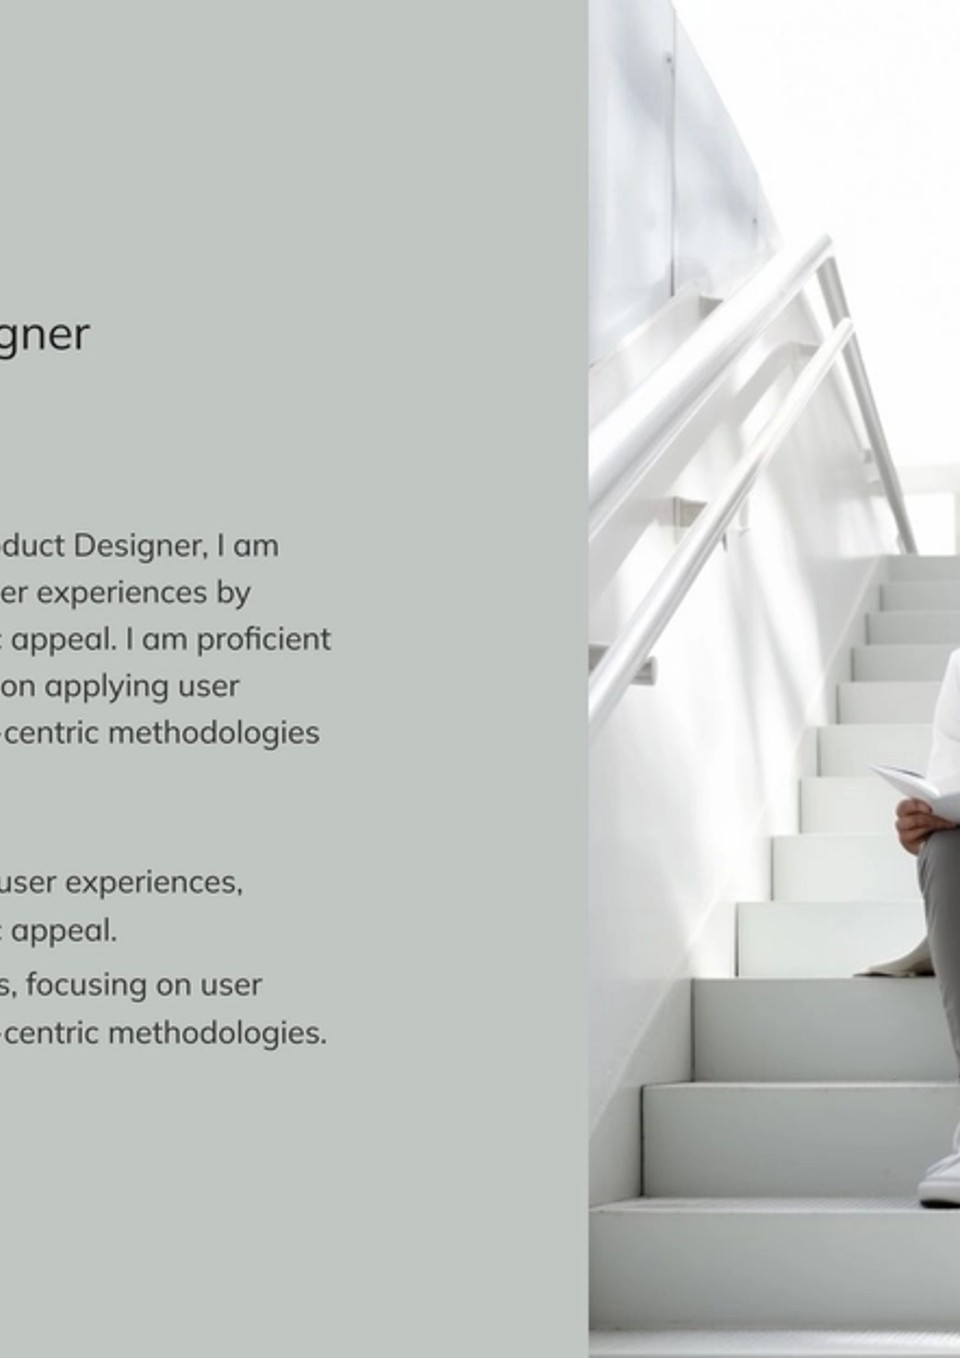 gner
duct Designer, I am
er experiences by
appeal. I am proficient
on applying user
-centric methodologies
user experiences,
appeal.
s, focusing on user
-centric methodologies.